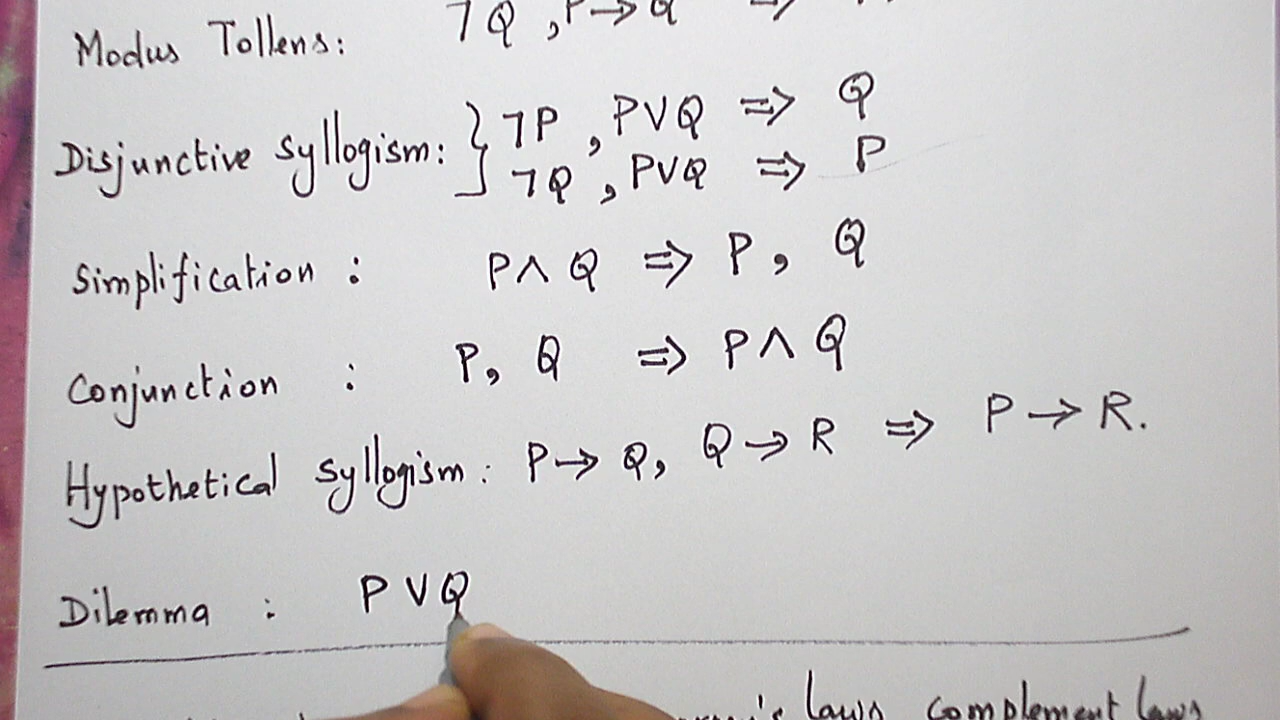 Modus Tollens: ¬Q , P→Q ⇒
Disjunctive Syllogism: } ¬P , P∨Q ⇒ Q
¬Q , P∨Q ⇒ P
Simplification : P∧Q ⇒ P, Q
Conjunction : P, Q ⇒ P∧Q
Hypothetical Syllogism: P→Q, Q→R ⇒ P→R.
Dilemma : P∨Q
laws, complement laws